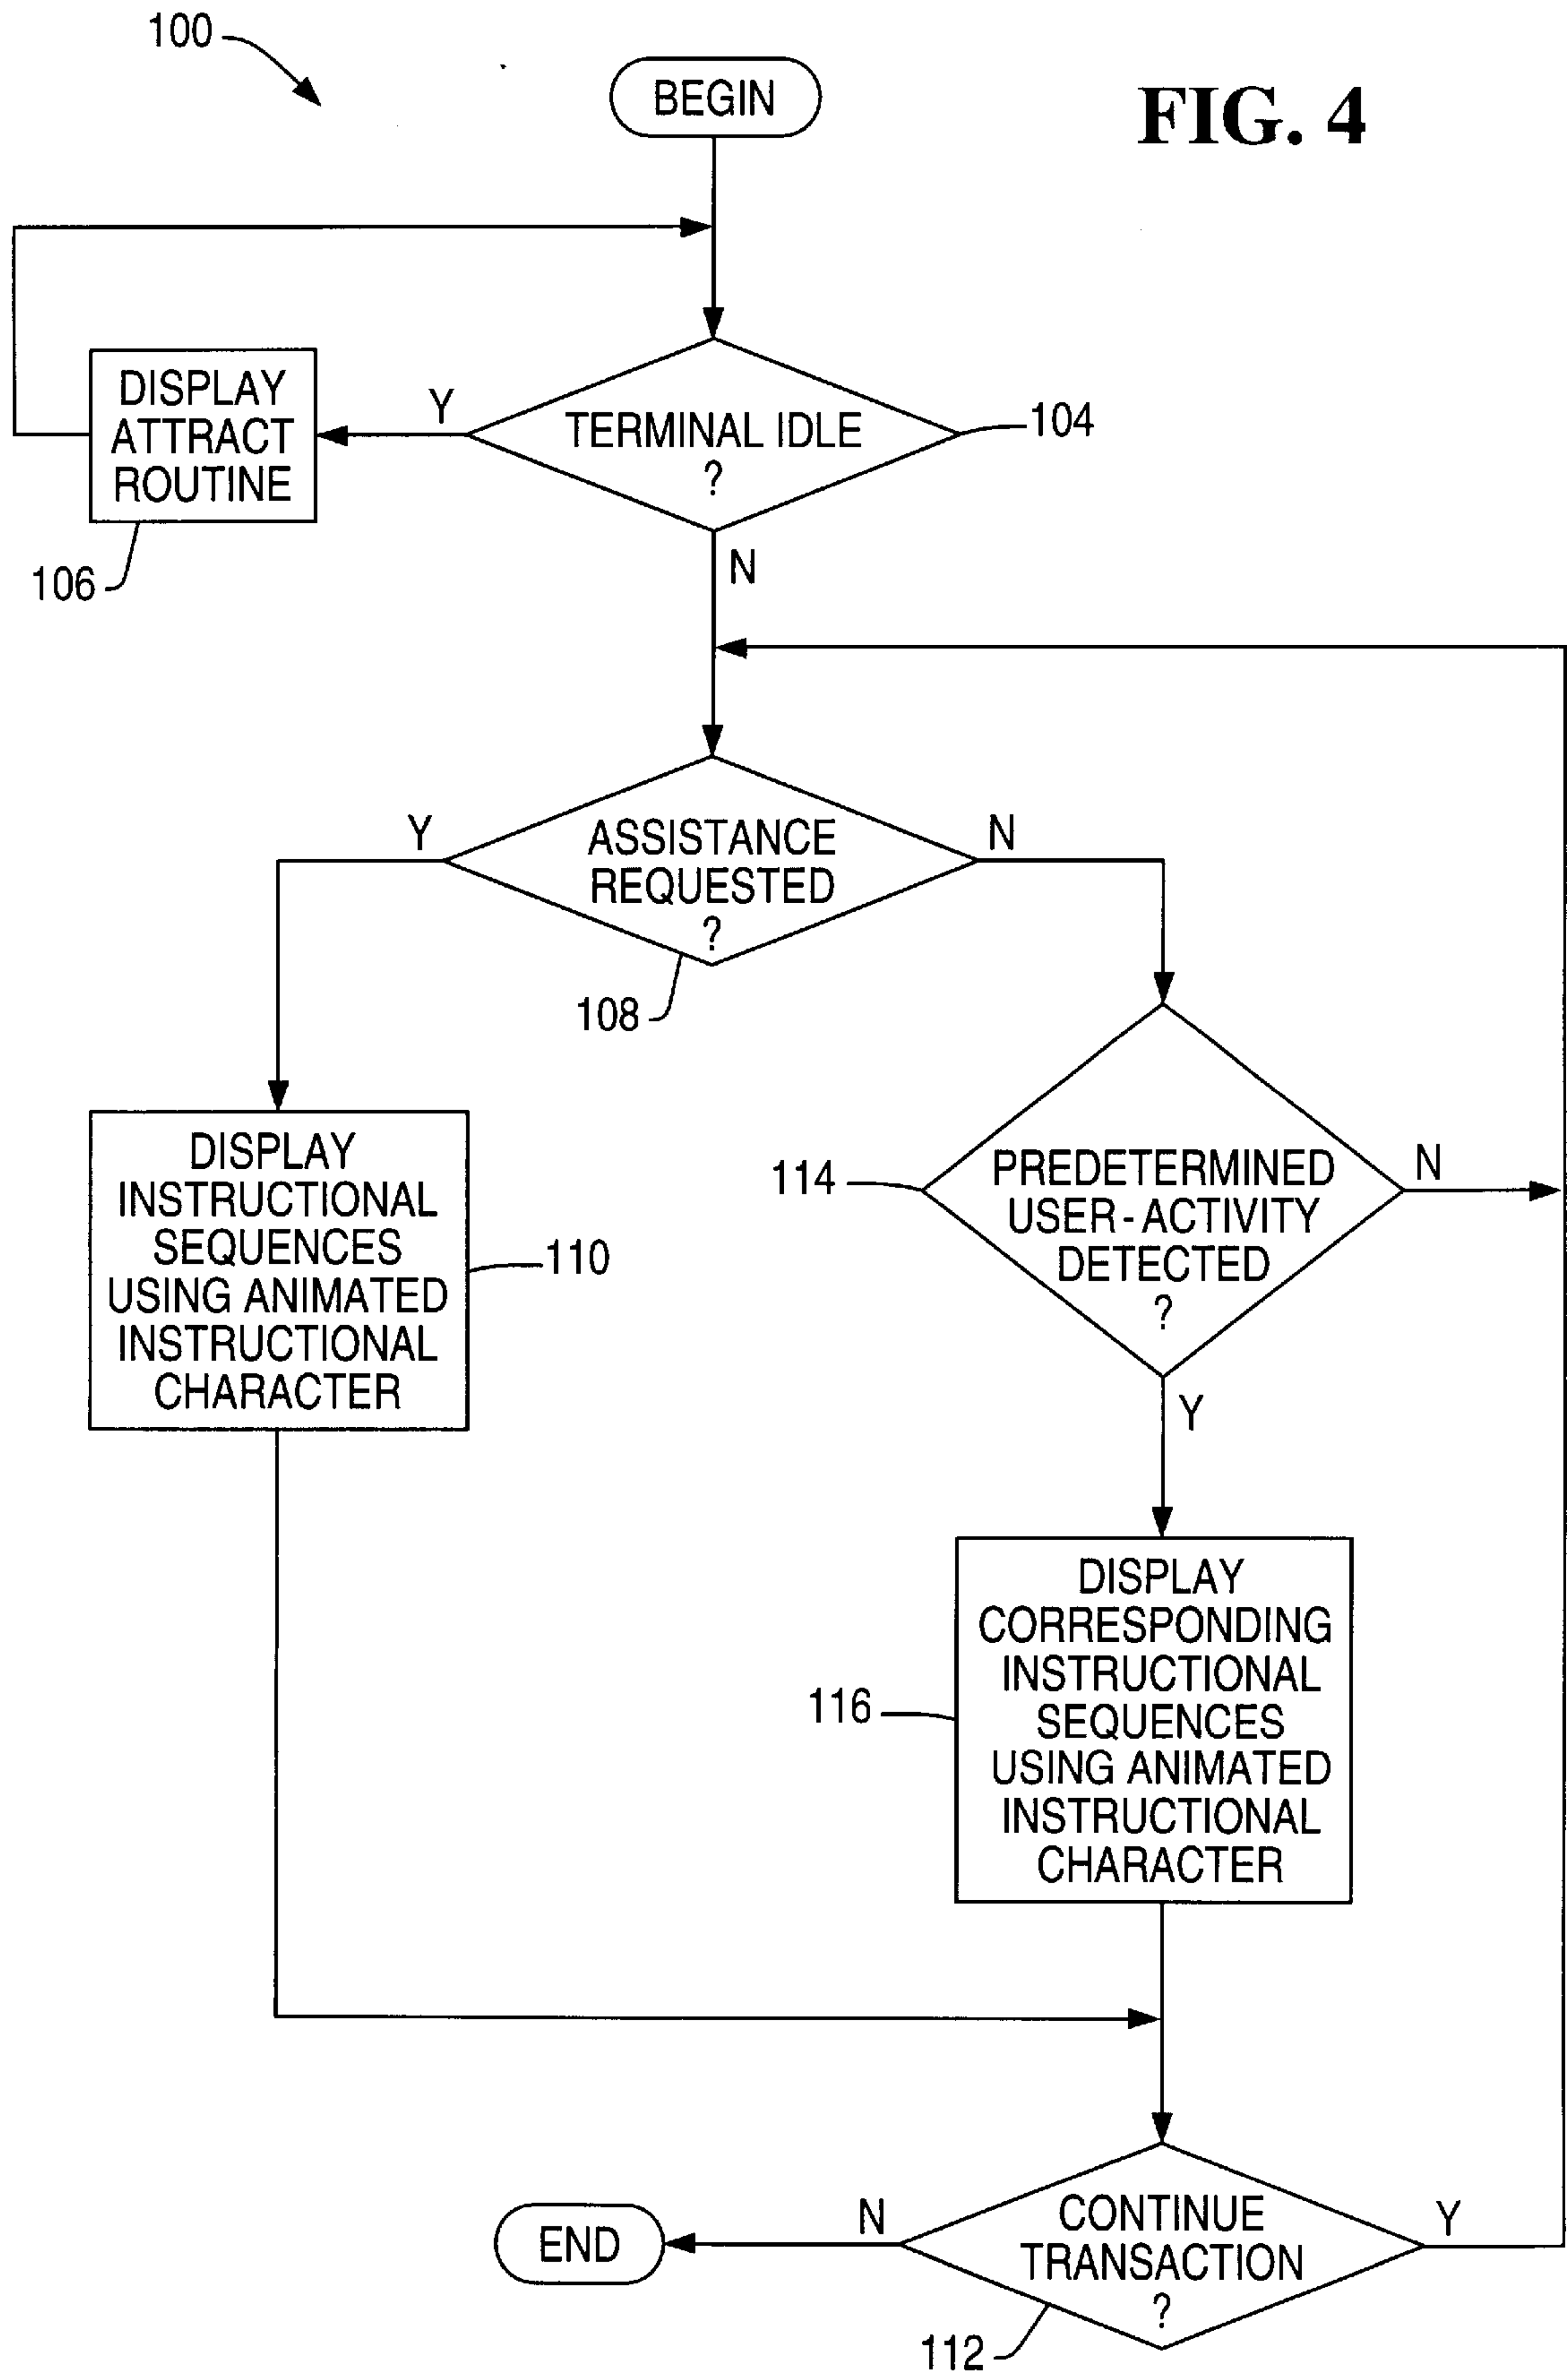 100
BEGIN
FIG. 4
DISPLAY
ATTRACT
ROUTINE
106
Y
TERMINAL IDLE
?
104
N
Y
ASSISTANCE
REQUESTED
?
N
108
DISPLAY
INSTRUCTIONAL
SEQUENCES
USING ANIMATED
INSTRUCTIONAL
CHARACTER
110
114
PREDETERMINED
USER-ACTIVITY
DETECTED
?
N
Y
DISPLAY
CORRESPONDING
INSTRUCTIONAL
SEQUENCES
USING ANIMATED
INSTRUCTIONAL
CHARACTER
116
END
N
CONTINUE
TRANSACTION
?
Y
112